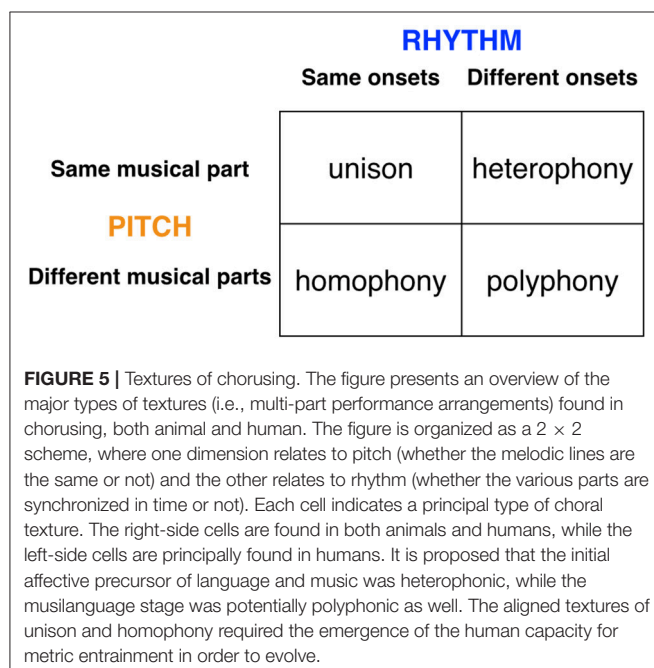 RHYTHM
Same onsets Different onsets
Same musical part unison heterophony
PITCH
Different musical parts homophony polyphony
FIGURE 5 | Textures of chorusing. The figure presents an overview of the
major types of textures (i.e., multi-part performance arrangements) found in
chorusing, both animal and human. The figure is organized as a 2 × 2
scheme, where one dimension relates to pitch (whether the melodic lines are
the same or not) and the other relates to rhythm (whether the various parts are
synchronized in time or not). Each cell indicates a principal type of choral
texture. The right-side cells are found in both animals and humans, while the
left-side cells are principally found in humans. It is proposed that the initial
affective precursor of language and music was heterophonic, while the
musilanguage stage was potentially polyphonic as well. The aligned textures of
unison and homophony required the emergence of the human capacity for
metric entrainment in order to evolve.